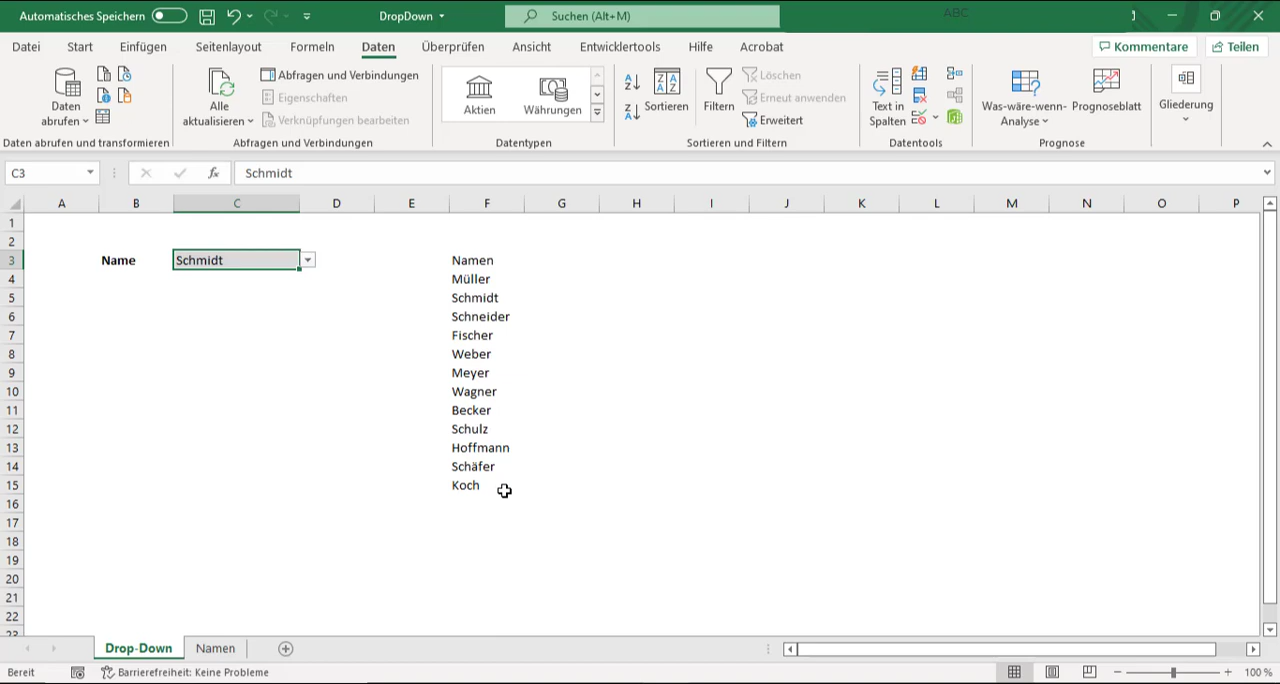 Automatisches Speichern
DropDown
Suchen (Alt+M)
ABC
Datei Start Einfügen Seitenlayout Formeln Daten Überprüfen Ansicht Entwicklertools Hilfe Acrobat
Kommentare Teilen
Daten abrufen
Alle aktualisieren
Abfragen und Verbindungen
Eigenschaften
Verknüpfungen bearbeiten
Aktien Währungen
Sortieren
Filtern
Löschen
Erneut anwenden
Erweitert
Text in Spalten
Was-wäre-wenn-Analyse
Prognoseblatt
Gliederung
Daten abrufen und transformieren Abfragen und Verbindungen Datentypen Sortieren und Filtern Datentools Prognose
C3 fx Schmidt
A B C D E F G H I J K L M N O P
1
2
3 Name Schmidt Namen
4 Müller
5 Schmidt
6 Schneider
7 Fischer
8 Weber
9 Meyer
10 Wagner
11 Becker
12 Schulz
13 Hoffmann
14 Schäfer
15 Koch
16
17
18
19
20
21
22
23
Drop-Down Namen
Bereit Barrierefreiheit: Keine Probleme 100 %